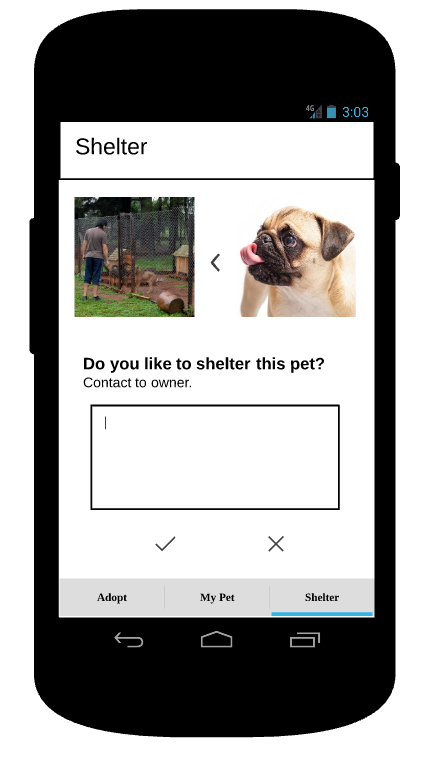 4G 3:03
Shelter
Do you like to shelter this pet?
Contact to owner.
Adopt My Pet Shelter